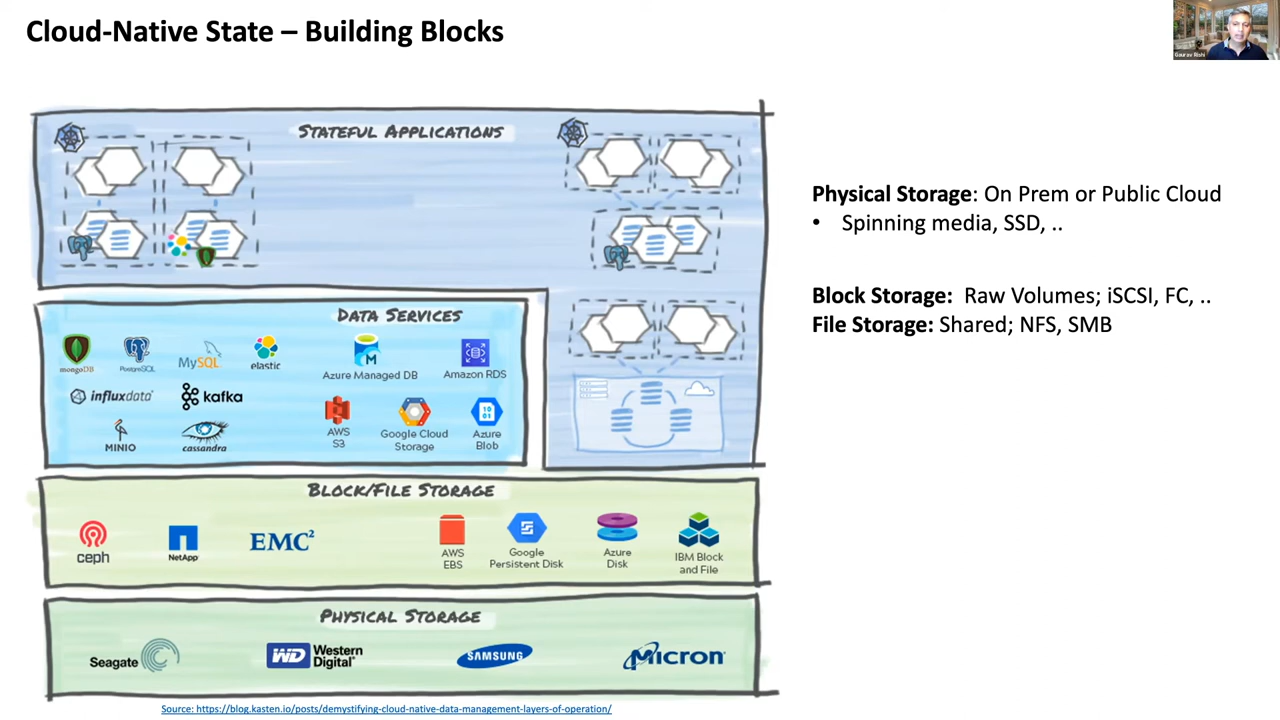 Cloud-Native State – Building Blocks
Gaurav Rishi
STATEFUL APPLICATIONS
DATA SERVICES
mongoDB
PostgreSQL
MySQL
elastic
Azure Managed DB
Amazon RDS
influxdata
kafka
MINIO
cassandra
AWS
S3
Google Cloud
Storage
10
01
Azure
Blob
BLOCK/FILE STORAGE
ceph
NetApp
EMC²
AWS
EBS
Google
Persistent Disk
Azure
Disk
IBM Block
and File
PHYSICAL STORAGE
Seagate
WD Western
Digital®
SAMSUNG
Micron
Source: https://blog.kasten.io/posts/demystifying-cloud-native-data-management-layers-of-operation/
Physical Storage: On Prem or Public Cloud
• Spinning media, SSD, ..
Block Storage: Raw Volumes; iSCSI, FC, ..
File Storage: Shared; NFS, SMB